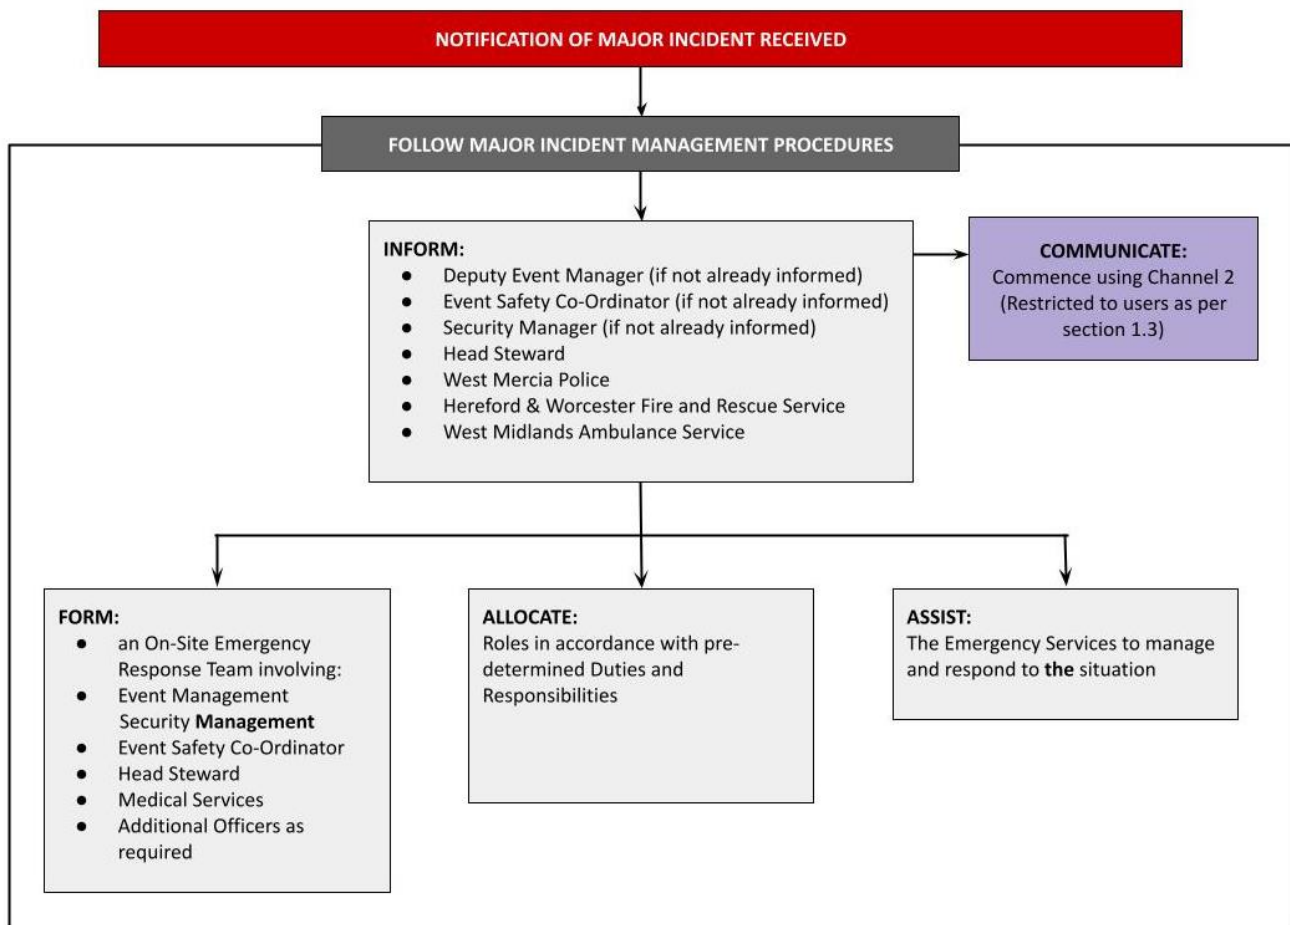 NOTIFICATION OF MAJOR INCIDENT RECEIVED
FOLLOW MAJOR INCIDENT MANAGEMENT PROCEDURES
INFORM:
● Deputy Event Manager (if not already informed)
● Event Safety Co-Ordinator (if not already informed)
● Security Manager (if not already informed)
● Head Steward
● West Mercia Police
● Hereford & Worcester Fire and Rescue Service
● West Midlands Ambulance Service
COMMUNICATE:
Commence using Channel 2
(Restricted to users as per
section 1.3)
FORM:
● an On-Site Emergency
Response Team involving:
● Event Management
Security Management
● Event Safety Co-Ordinator
● Head Steward
● Medical Services
● Additional Officers as
required
ALLOCATE:
Roles in accordance with pre-
determined Duties and
Responsibilities
ASSIST:
The Emergency Services to manage
and respond to the situation